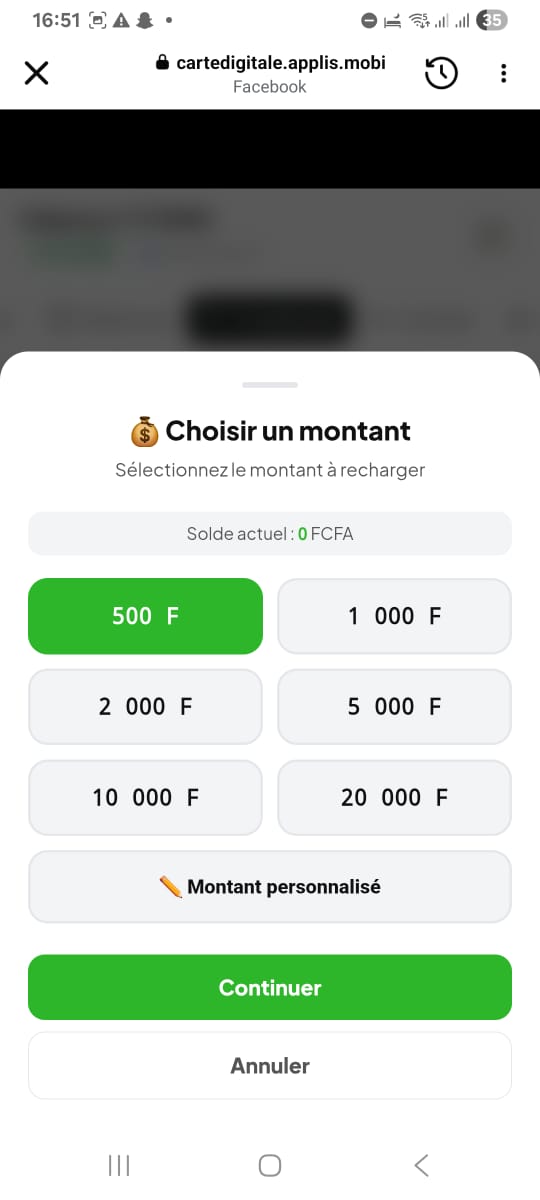 16:51
35
cartedigitale.applis.mobi
Facebook
💰 Choisir un montant
Sélectionnez le montant à recharger
Solde actuel : 0 FCFA
500 F
1 000 F
2 000 F
5 000 F
10 000 F
20 000 F
✏️ Montant personnalisé
Continuer
Annuler